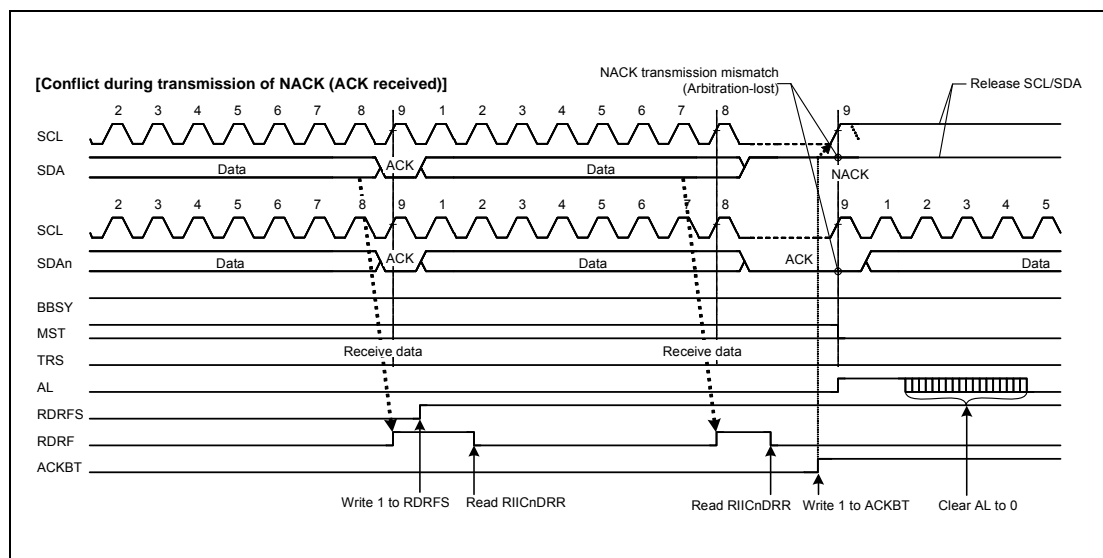 [Conflict during transmission of NACK (ACK received)]
NACK transmission mismatch
(Arbitration-lost)
Release SCL/SDA
2 3 4 5 6 7 8 9 1 2 3 4 5 6 7 8 9
SCL
SDA
Data
ACK
Data
NACK
2 3 4 5 6 7 8 9 1 2 3 4 5 6 7 8 9 1 2 3 4 5
SCL
SDAn
Data
ACK
Data
ACK
Data
BBSY
MST
TRS
Receive data
Receive data
AL
RDRFS
RDRF
ACKBT
Write 1 to RDRFS
Read RIICnDRR
Read RIICnDRR
Write 1 to ACKBT
Clear AL to 0